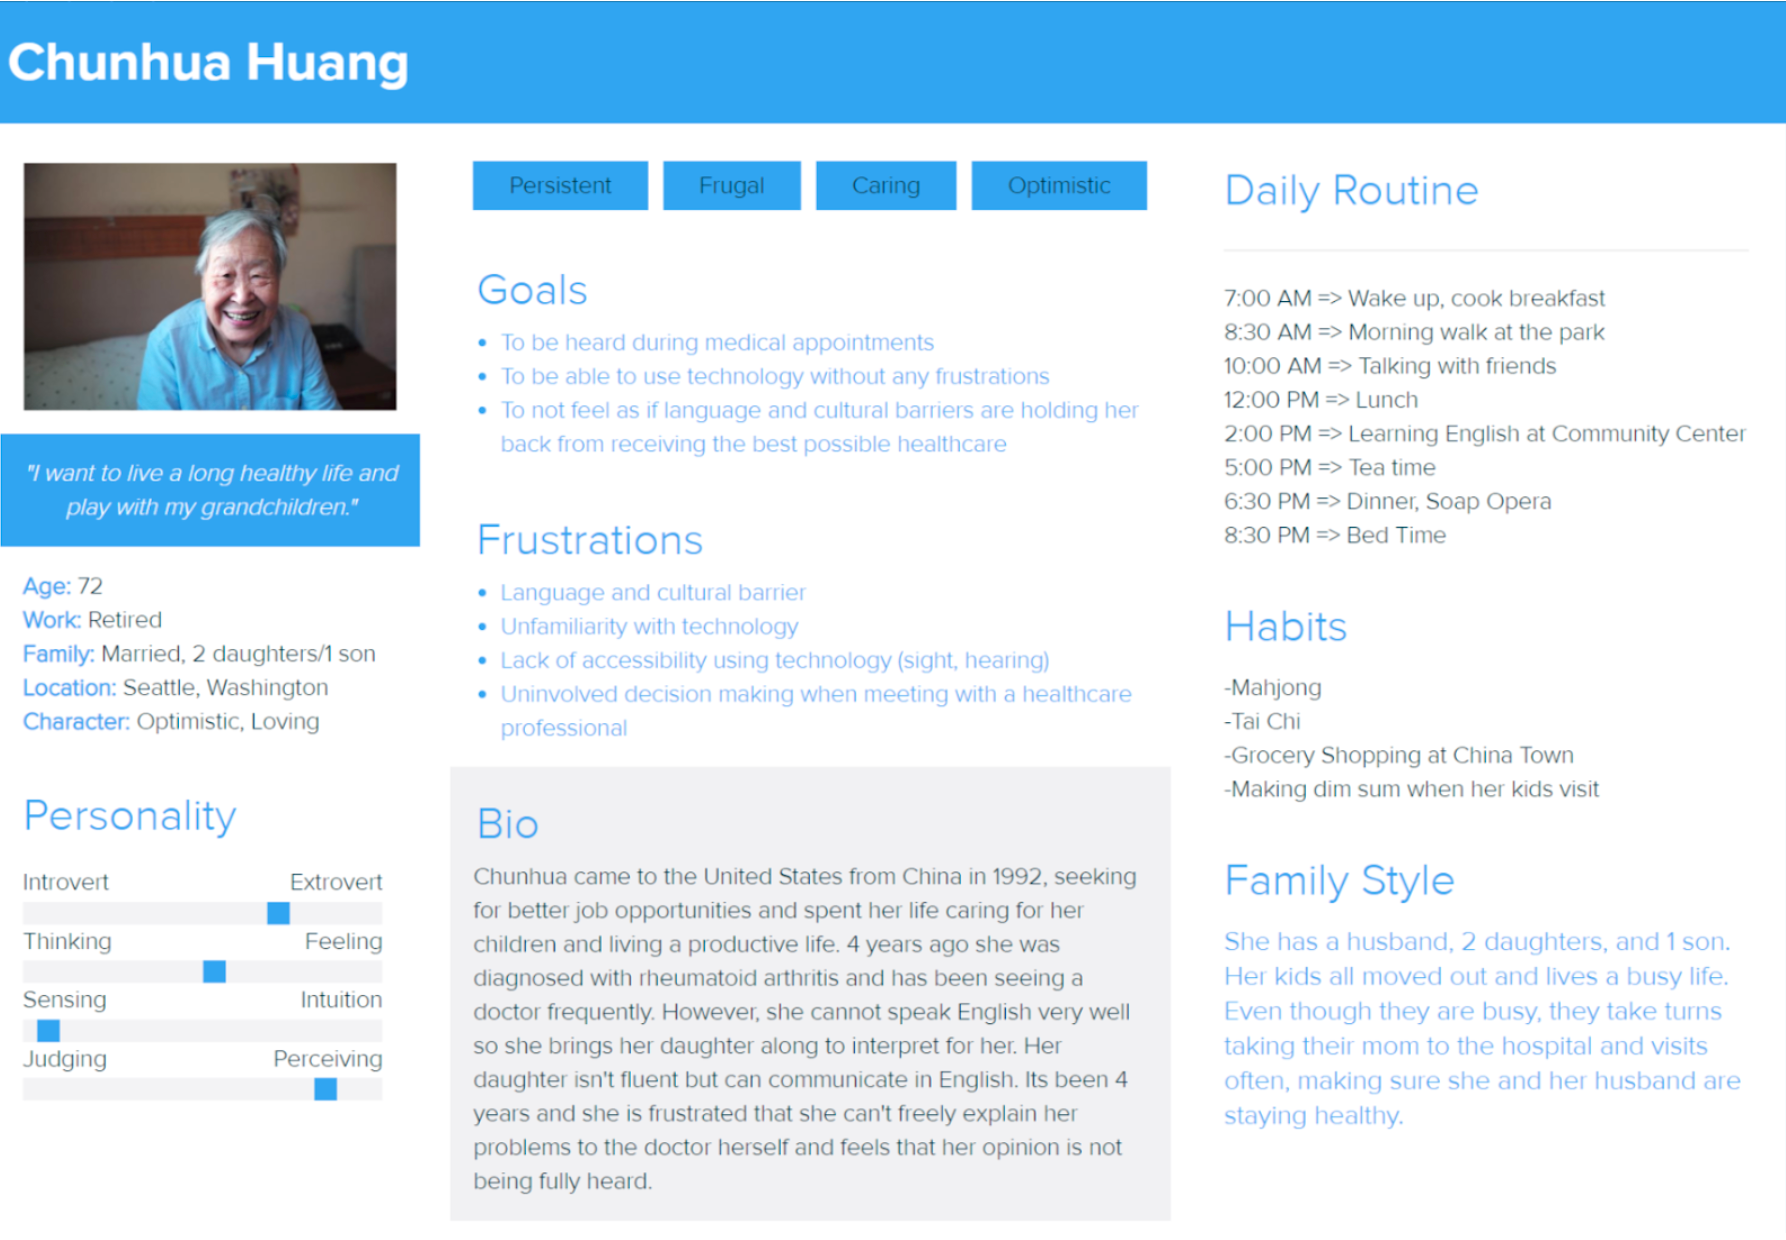 Chunhua Huang
"I want to live a long healthy life and
play with my grandchildren."
Age: 72
Work: Retired
Family: Married, 2 daughters/1 son
Location: Seattle, Washington
Character: Optimistic, Loving
Personality
Introvert Extrovert
Thinking Feeling
Sensing Intuition
Judging Perceiving
Persistent Frugal Caring Optimistic
Goals
• To be heard during medical appointments
• To be able to use technology without any frustrations
• To not feel as if language and cultural barriers are holding her
back from receiving the best possible healthcare
Frustrations
• Language and cultural barrier
• Unfamiliarity with technology
• Lack of accessibility using technology (sight, hearing)
• Uninvolved decision making when meeting with a healthcare
professional
Bio
Chunhua came to the United States from China in 1992, seeking
for better job opportunities and spent her life caring for her
children and living a productive life. 4 years ago she was
diagnosed with rheumatoid arthritis and has been seeing a
doctor frequently. However, she cannot speak English very well
so she brings her daughter along to interpret for her. Her
daughter isn't fluent but can communicate in English. Its been 4
years and she is frustrated that she can't freely explain her
problems to the doctor herself and feels that her opinion is not
being fully heard.
Daily Routine
7:00 AM => Wake up, cook breakfast
8:30 AM => Morning walk at the park
10:00 AM => Talking with friends
12:00 PM => Lunch
2:00 PM => Learning English at Community Center
5:00 PM => Tea time
6:30 PM => Dinner, Soap Opera
8:30 PM => Bed Time
Habits
-Mahjong
-Tai Chi
-Grocery Shopping at China Town
-Making dim sum when her kids visit
Family Style
She has a husband, 2 daughters, and 1 son.
Her kids all moved out and lives a busy life.
Even though they are busy, they take turns
taking their mom to the hospital and visits
often, making sure she and her husband are
staying healthy.